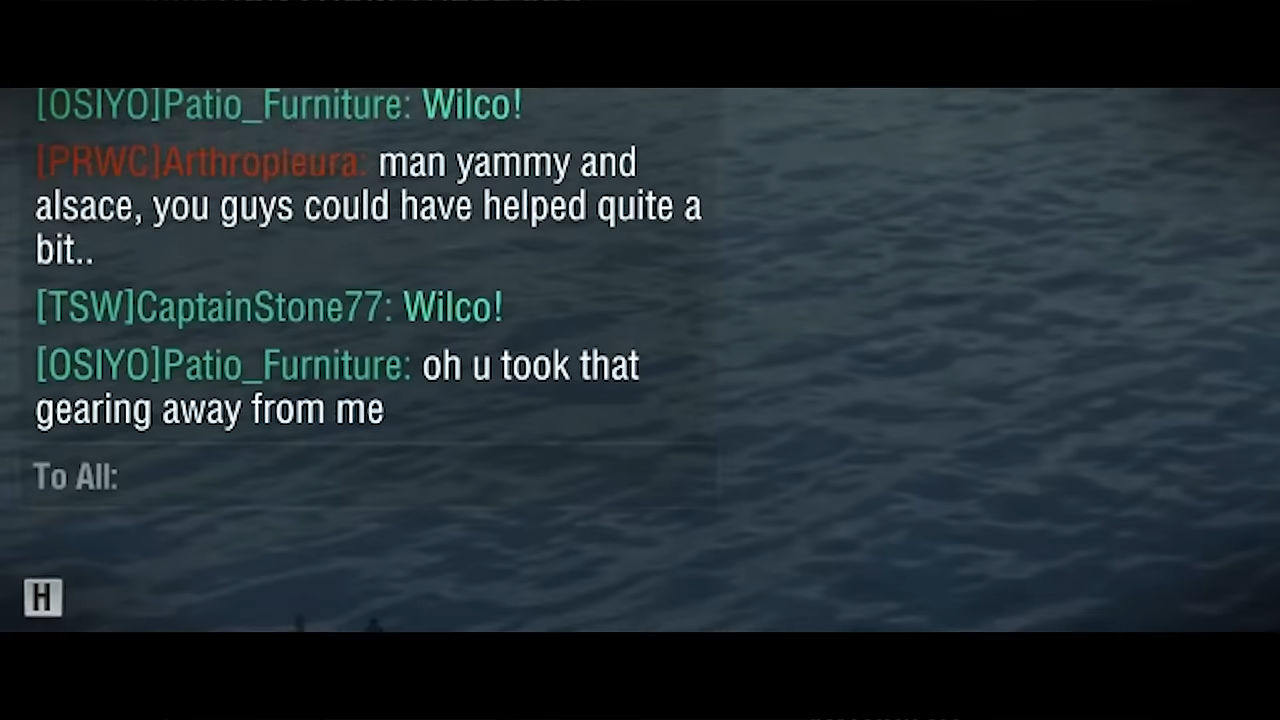 [OSIYO]Patio_Furniture: Wilco!
[PRWC]Arthropleura: man yammy and
alsace, you guys could have helped quite a
bit..
[TSW]CaptainStone77: Wilco!
[OSIYO]Patio_Furniture: oh u took that
gearing away from me
To All:
H